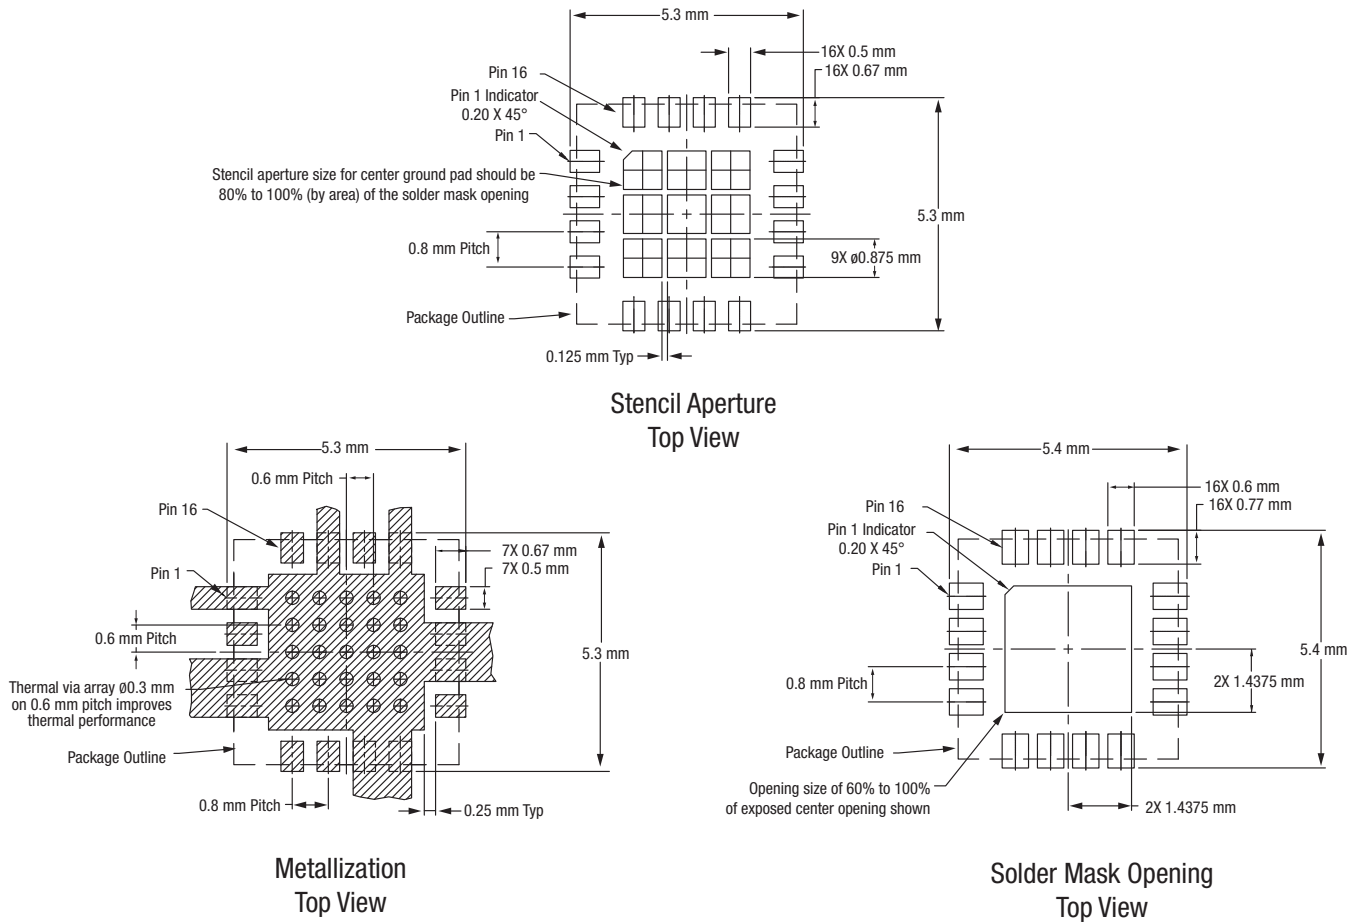 5.3 mm
16X 0.5 mm
16X 0.67 mm
Pin 16
Pin 1 Indicator
0.20 X 45°
Pin 1
Stencil aperture size for center ground pad should be
80% to 100% (by area) of the solder mask opening
5.3 mm
0.8 mm Pitch
9X ø0.875 mm
Package Outline
0.125 mm Typ
Stencil Aperture
Top View
5.3 mm
0.6 mm Pitch
Pin 16
7X 0.67 mm
7X 0.5 mm
Pin 1
0.6 mm Pitch
5.3 mm
Thermal via array ø0.3 mm
on 0.6 mm pitch improves
thermal performance
Package Outline
0.8 mm Pitch
0.25 mm Typ
Metallization
Top View
5.4 mm
16X 0.6 mm
16X 0.77 mm
Pin 16
Pin 1 Indicator
0.20 X 45°
Pin 1
5.4 mm
0.8 mm Pitch
2X 1.4375 mm
Package Outline
Opening size of 60% to 100%
of exposed center opening shown
2X 1.4375 mm
Solder Mask Opening
Top View